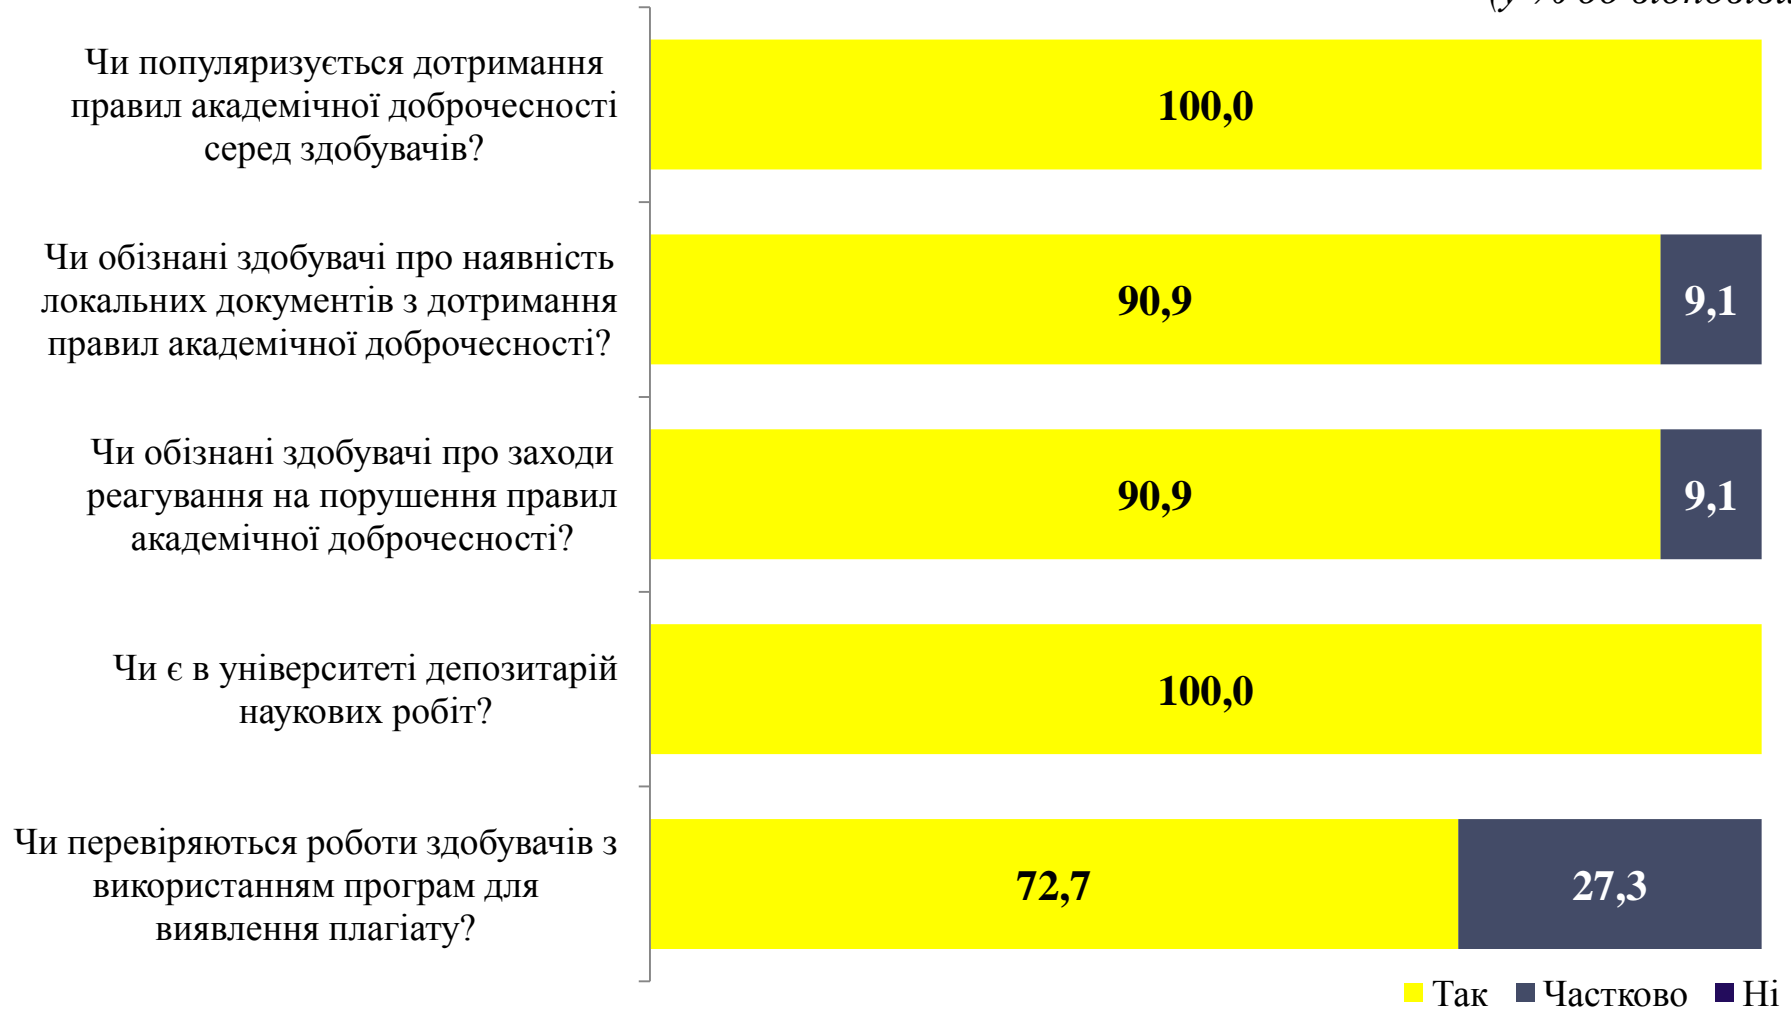 Чи популяризується дотримання
правил академічної доброчесності
серед здобувачів?
100,0
Чи обізнані здобувачі про наявність
локальних документів з дотримання
правил академічної доброчесності?
90,9
9,1
Чи обізнані здобувачі про заходи
реагування на порушення правил
академічної доброчесності?
90,9
9,1
Чи є в університеті депозитарій
наукових робіт?
100,0
Чи перевіряються роботи здобувачів з
використанням програм для
виявлення плагіату?
72,7
27,3
Так Частково Ні